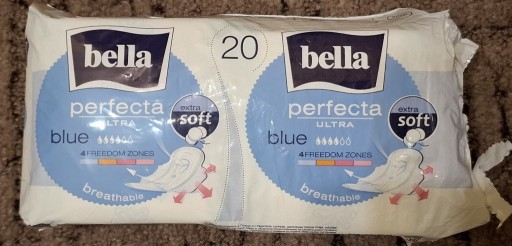 bella
perfecta
ULTRA
extra
soft
blue
4 FREEDOM ZONES
breathable
20
bella
perfecta
ULTRA
extra
soft
blue
4 FREEDOM ZONES
breathable